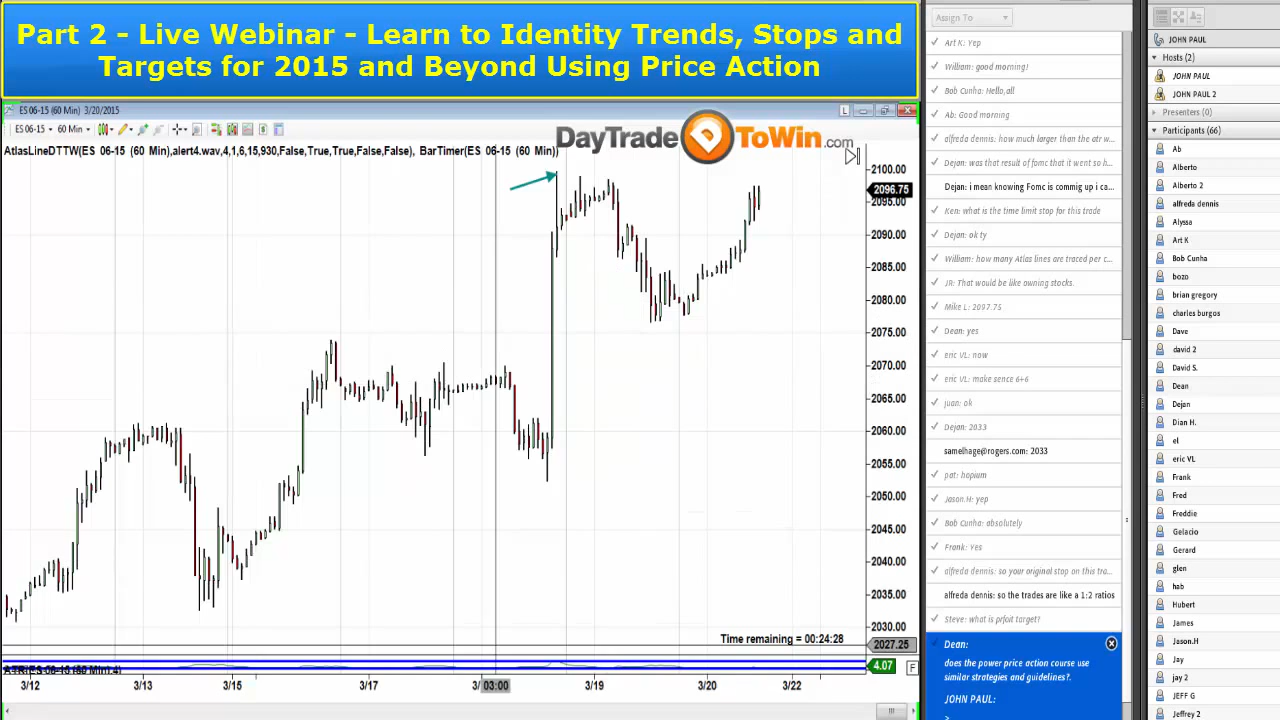 Part 2 - Live Webinar - Learn to Identity Trends, Stops and
Targets for 2015 and Beyond Using Price Action
ES 06-15 (60 Min) 3/20/2015
L
ES 06-15
60 Min
DayTradeToWin.com
AtlasLineDTTW(ES 06-15 (60 Min),alert4.wav,4,1,6,15,930,False,True,True,False,False), BarTimer(ES 06-15 (60 Min))
2100.00
2096.75
2095.00
2090.00
2085.00
2080.00
2075.00
2070.00
2065.00
2060.00
2055.00
2050.00
2045.00
2040.00
2035.00
2030.00
Time remaining = 00:24:28
2027.25
4.07
F
3/12
3/13
3/15
3/17
3/
03:00
3/19
3/20
3/22
Assign To
Art K: Yep
William: good morning!
Bob Cunha: Hello,all
Ab: Good morning
alfreda dennis: how much larger than the atr w...
Dejan: was that result of fomc that it went so h...
Dejan: i mean knowing Fomc is commig up i ca...
Ken: what is the time limit stop for this trade
Dejan: ok ty
William: how many Atlas lines are traced per c...
JR: That would be like owning stocks.
Mike L: 2097.75
Dean: yes
eric VL: now
eric VL: make sence 6+6
juan: ok
Dejan: 2033
samelhage@rogers.com: 2033
pat: hopium
Jason.H: yep
Bob Cunha: absolutely
Frank: Yes
alfreda dennis: so your original stop on this tra...
alfreda dennis: so the trades are like a 1:2 ratios
Steve: what is prfoit target?
Dean:
does the power price action course use
similar strategies and guidelines?.
JOHN PAUL:
>
JOHN PAUL
Hosts (2)
JOHN PAUL
JOHN PAUL 2
Presenters (0)
Participants (66)
Ab
Alberto
Alberto 2
alfreda dennis
Alyssa
Art K
Bob Cunha
bozo
brian gregory
charles burgos
Dave
david 2
David S.
Dean
Dejan
Dian H.
el
eric VL
Frank
Fred
Freddie
Gelacio
Gerard
glen
hab
Hubert
James
Jason.H
Jay
jay 2
JEFF G
Jeffrey 2